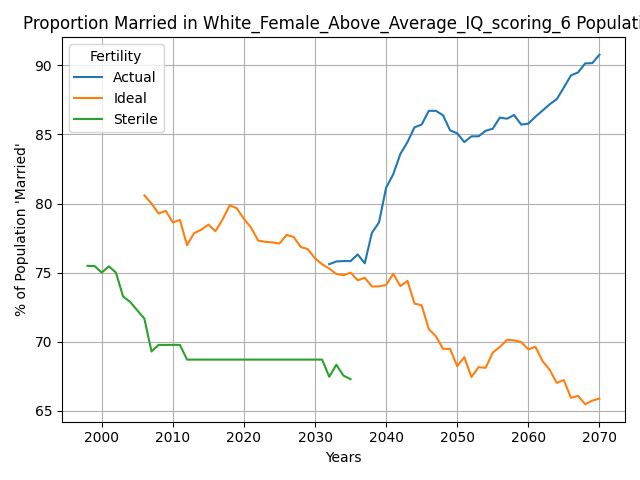 Proportion Married in White_Female_Above_Average_IQ_scoring_6 Populati
Fertility
Actual
Ideal
Sterile
% of Population 'Married'
90
85
80
75
70
65
2000 2010 2020 2030 2040 2050 2060 2070
Years